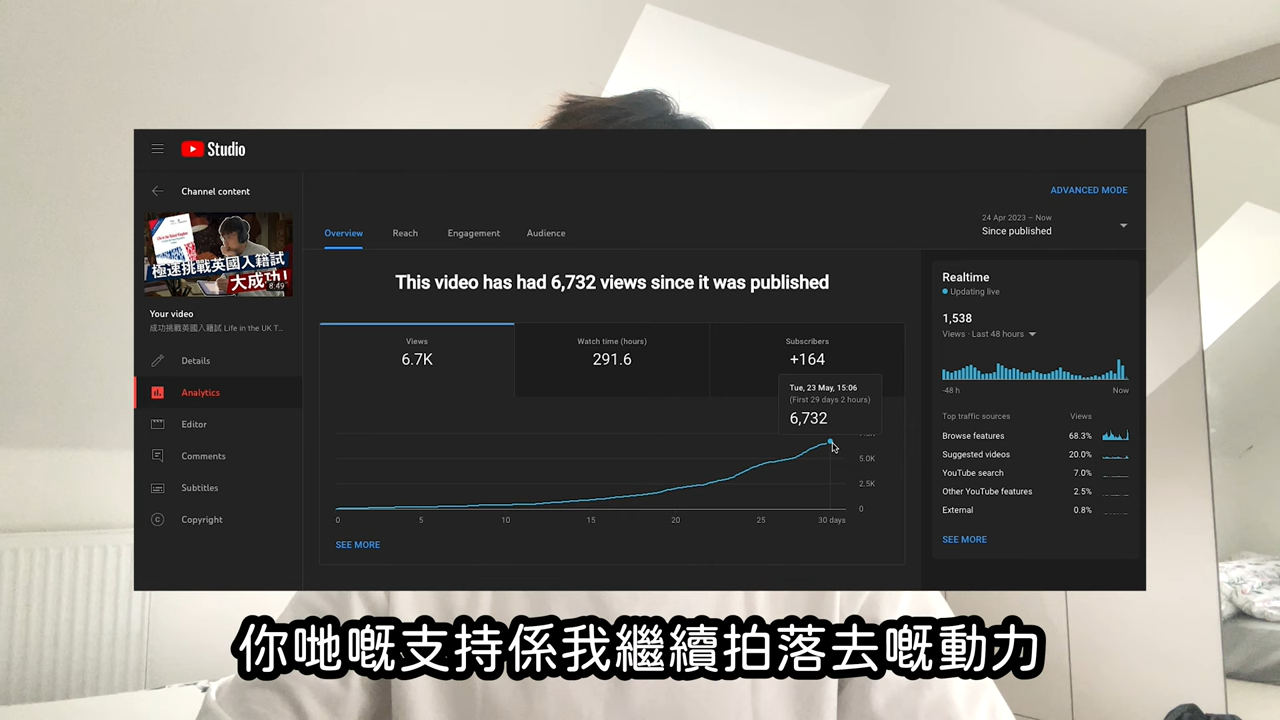 Studio
Channel content
ADVANCED MODE
極速挑戰英國入籍試
大成功!
8:49
24 Apr 2023 – Now
Since published
Overview
Reach
Engagement
Audience
This video has had 6,732 views since it was published
Your video
成功挑戰英國入籍試 Life in the UK T...
Details
Analytics
Editor
Comments
Subtitles
Copyright
Views
6.7K
Watch time (hours)
291.6
Subscribers
+164
Tue, 23 May, 15:06
(First 29 days 2 hours)
6,732
5.0K
2.5K
0
0 5 10 15 20 25 30 days
SEE MORE
Realtime
Updating live
1,538
Views · Last 48 hours
-48 h
Now
Top traffic sources Views
Browse features 68.3%
Suggested videos 20.0%
YouTube search 7.0%
Other YouTube features 2.5%
External 0.8%
SEE MORE
你哋嘅支持係我繼續拍落去嘅動力